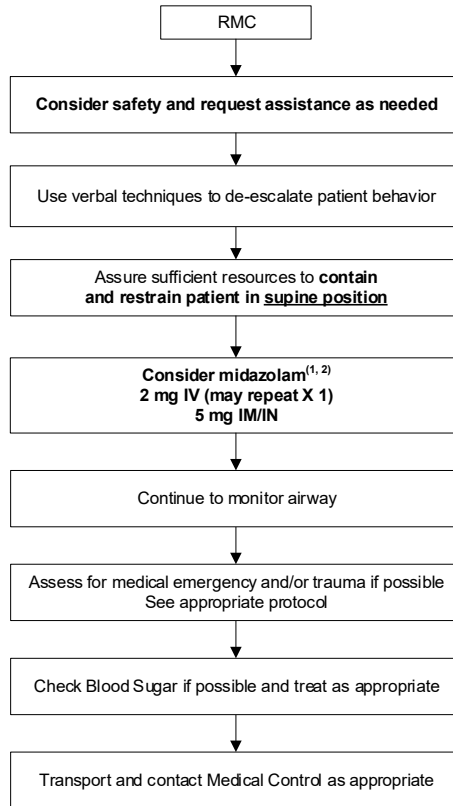 RMC
Consider safety and request assistance as needed
Use verbal techniques to de-escalate patient behavior
Assure sufficient resources to contain
and restrain patient in supine position
Consider midazolam(1, 2)
2 mg IV (may repeat X 1)
5 mg IM/IN
Continue to monitor airway
Assess for medical emergency and/or trauma if possible
See appropriate protocol
Check Blood Sugar if possible and treat as appropriate
Transport and contact Medical Control as appropriate